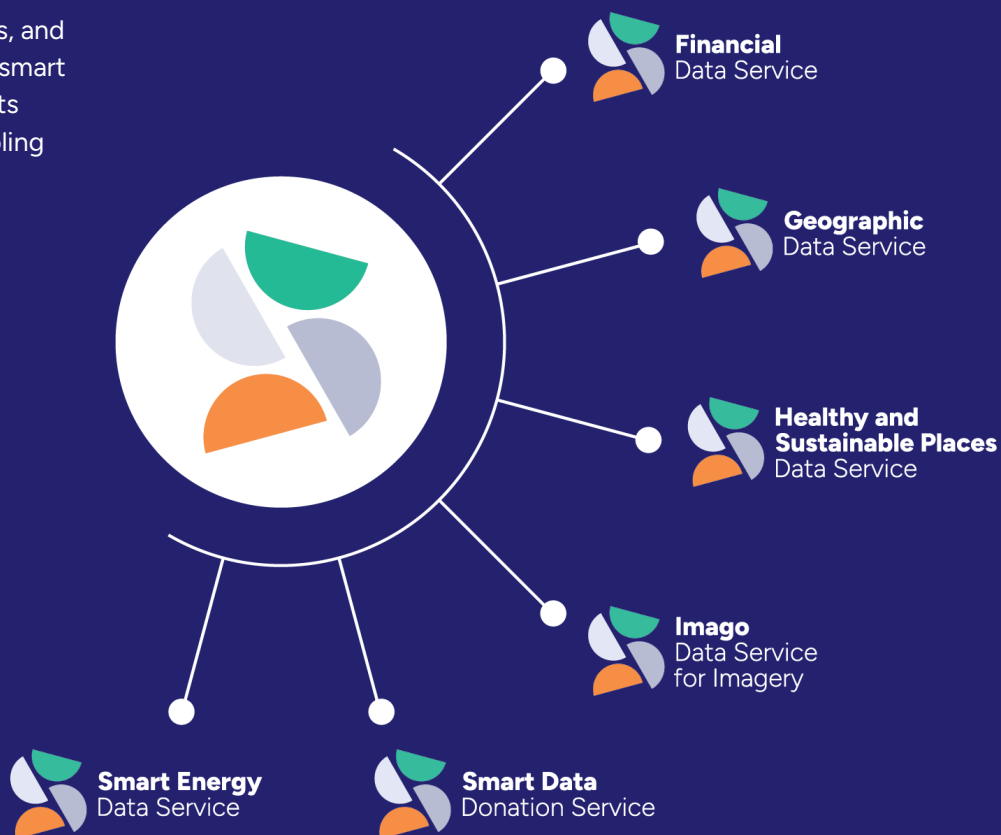 s, and
smart
ts
ling
Financial
Data Service
Geographic
Data Service
Healthy and
Sustainable Places
Data Service
Imago
Data Service
for Imagery
Smart Energy
Data Service
Smart Data
Donation Service